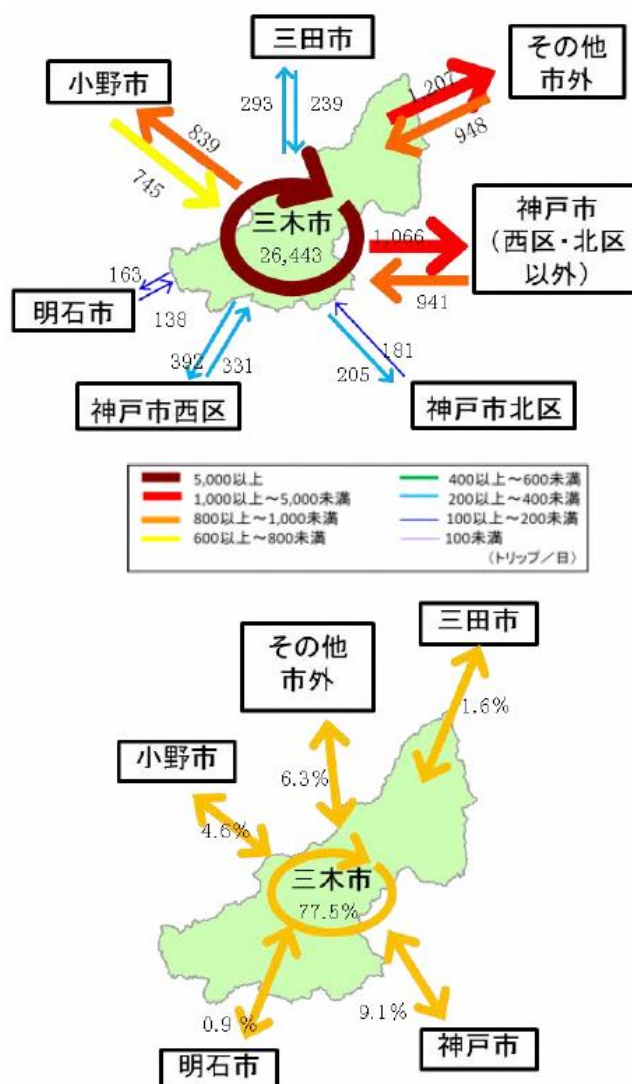 三田市
その他
市外
小野市
293
239
1,207
948
839
745
三木市
26,443
1,066
941
神戸市
(西区・北区
以外)
163
138
明石市
392
331
181
205
神戸市西区
神戸市北区
5,000以上
1,000以上～5,000未満
800以上～1,000未満
600以上～800未満
400以上～600未満
200以上～400未満
100以上～200未満
100未満
(トリップ/日)
三田市
その他
市外
1.6%
小野市
6.3%
4.6%
三木市
77.5%
0.9 %
9.1%
明石市
神戸市